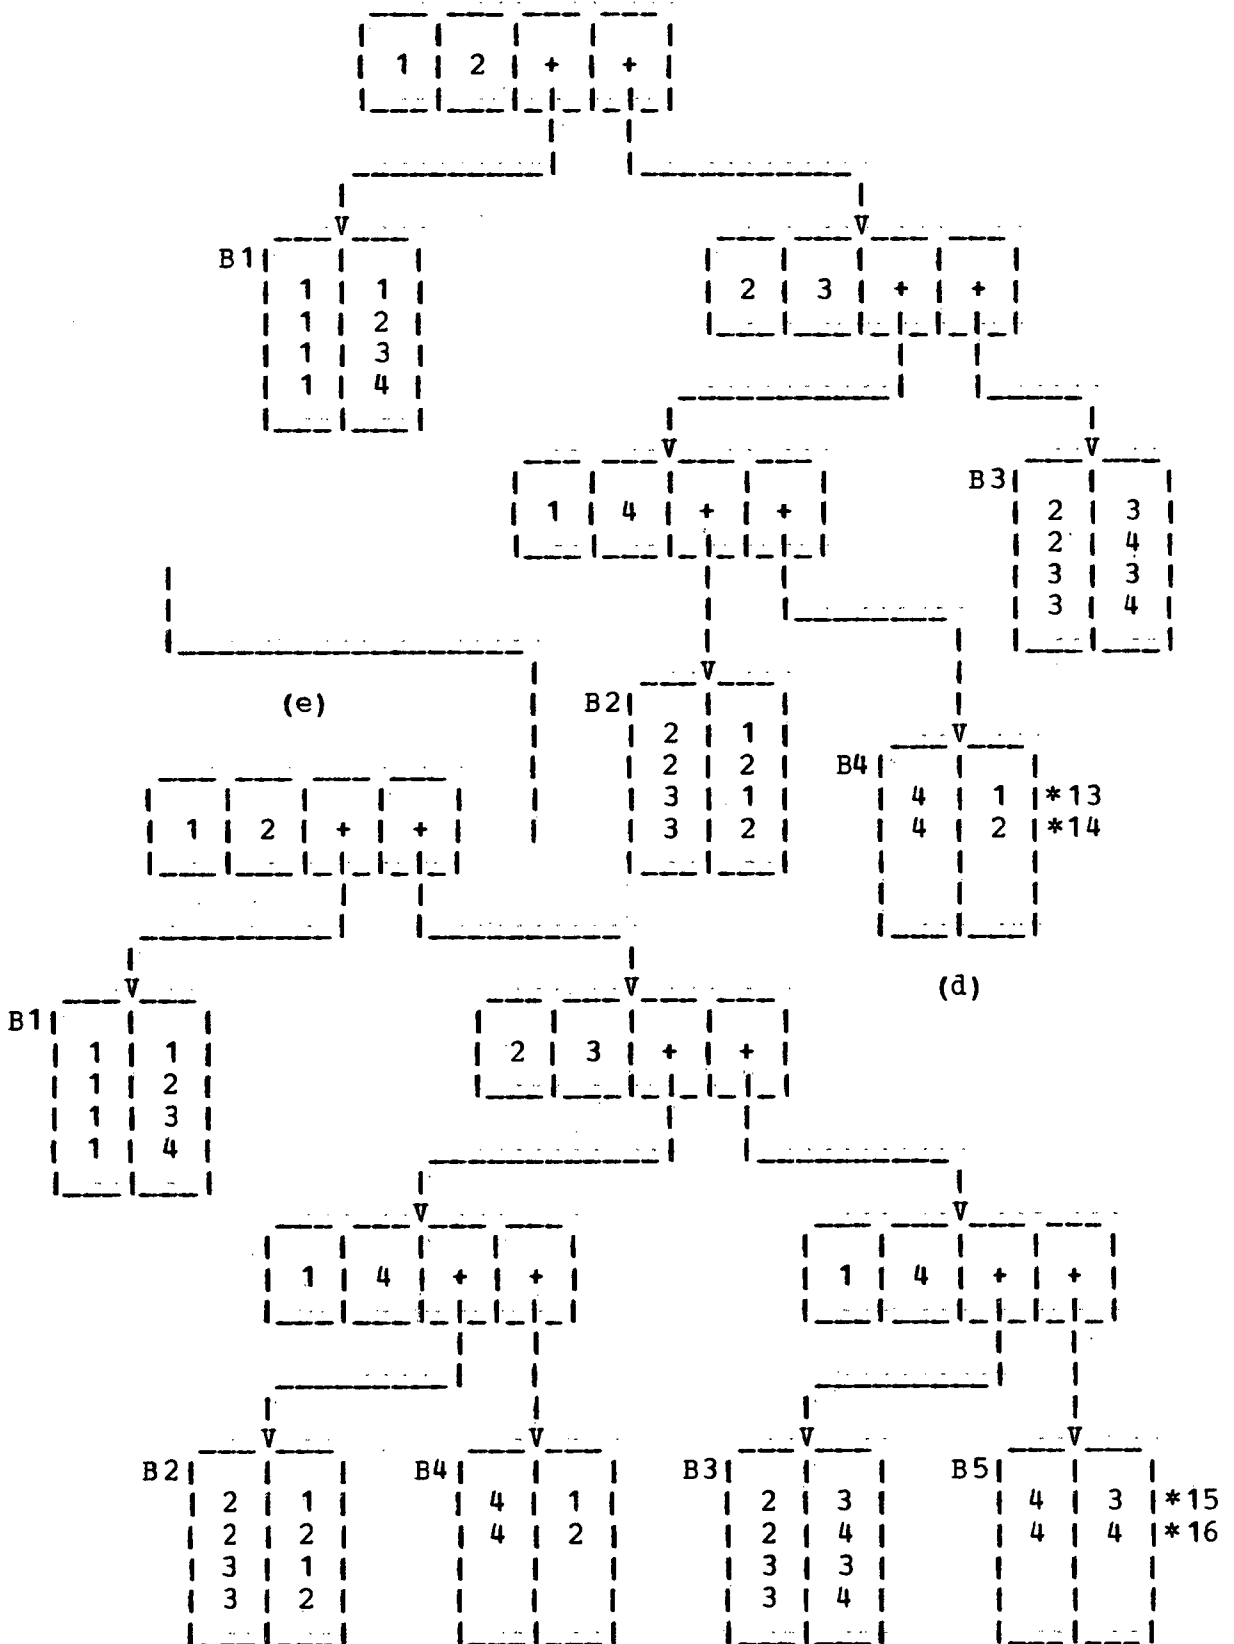 1 2 + +
B1
1 1
1 2
1 3
1 4
2 3 + +
1 4 + +
B3
2 3
2 4
3 3
3 4
(e)
B2
2 1
2 2
3 1
3 2
B4
4 1 *13
4 2 *14
(d)
1 2 + +
B1
1 1
1 2
1 3
1 4
2 3 + +
1 4 + +
1 4 + +
B2
2 1
2 2
3 1
3 2
B4
4 1
4 2
B3
2 3
2 4
3 3
3 4
B5
4 3 *15
4 4 *16